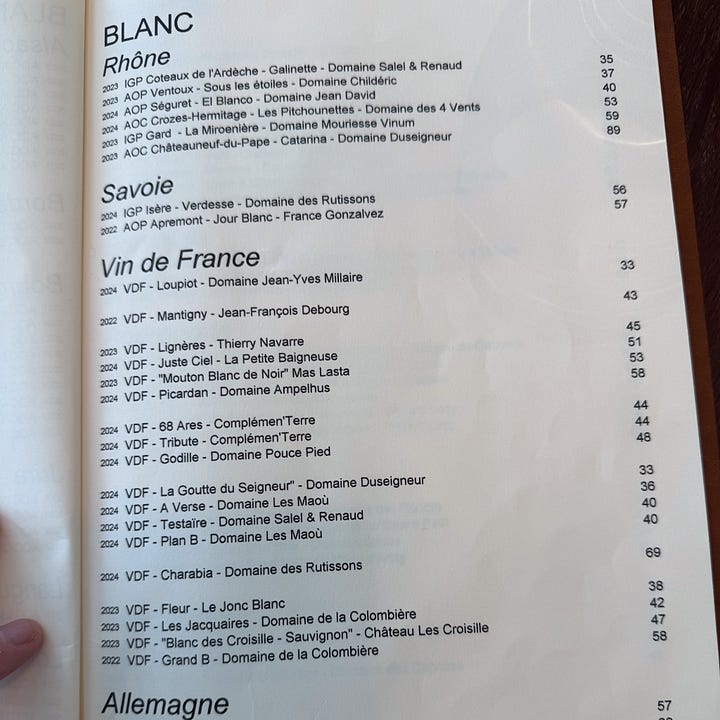 BLANC
Rhône
2023 IGP Coteaux de l'Ardèche - Galinette - Domaine Salel & Renaud 35
2023 AOP Ventoux - Sous les étoiles - Domaine Childéric 37
2024 AOP Séguret - El Blanco - Domaine Jean David 40
2024 AOC Crozes-Hermitage - Les Pitchounettes - Domaine des 4 Vents 53
2023 IGP Gard - La Miroenière - Domaine Mouriesse Vinum 59
2023 AOC Châteauneuf-du-Pape - Catarina - Domaine Duseigneur 89
Savoie
2024 IGP Isère - Verdesse - Domaine des Rutissons 56
2022 AOP Apremont - Jour Blanc - France Gonzalvez 57
Vin de France
2024 VDF - Loupiot - Domaine Jean-Yves Millaire 33
2022 VDF - Mantigny - Jean-François Debourg 43
2023 VDF - Lignères - Thierry Navarre 45
2024 VDF - Juste Ciel - La Petite Baigneuse 51
2023 VDF - "Mouton Blanc de Noir" Mas Lasta 53
2024 VDF - Picardan - Domaine Ampelhus 58
2024 VDF - 68 Ares - Complémen'Terre 44
2024 VDF - Tribute - Complémen'Terre 44
2024 VDF - Godille - Domaine Pouce Pied 48
2024 VDF - La Goutte du Seigneur" - Domaine Duseigneur 33
2024 VDF - A Verse - Domaine Les Maoù 36
2024 VDF - Testaïre - Domaine Salel & Renaud 40
2024 VDF - Plan B - Domaine Les Maoù 40
2024 VDF - Charabia - Domaine des Rutissons 69
2023 VDF - Fleur - Le Jonc Blanc 38
2023 VDF - Les Jacquaires - Domaine de la Colombière 42
2023 VDF - "Blanc des Croisille - Sauvignon" - Château Les Croisille 47
2022 VDF - Grand B - Domaine de la Colombière 58
Allemagne
57